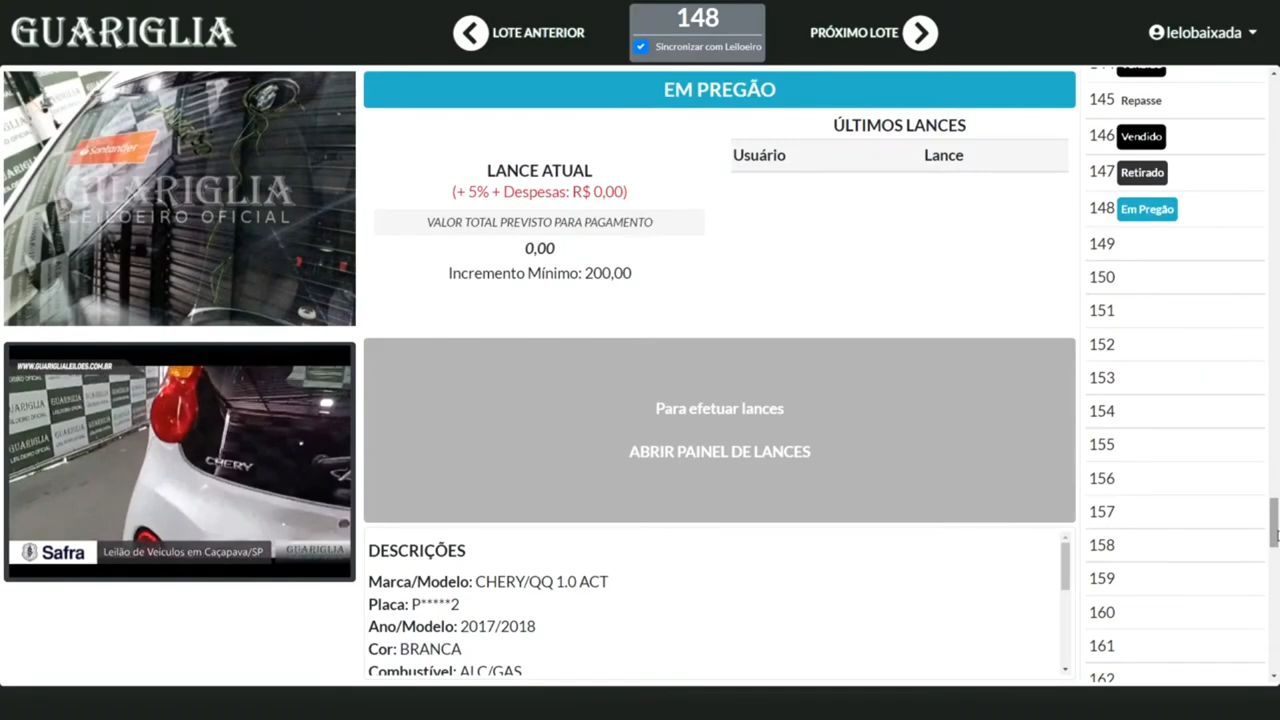 GUARIGLIA
LOTE ANTERIOR
148
Sincronizar com Leiloeiro
PRÓXIMO LOTE
lelobaixada
Santander
GUARIGLIA
LEILOEIRO OFICIAL
EM PREGÃO
LANCE ATUAL
(+ 5% + Despesas: R$ 0,00)
VALOR TOTAL PREVISTO PARA PAGAMENTO
0,00
Incremento Mínimo: 200,00
ÚLTIMOS LANCES
Usuário Lance
Para efetuar lances
ABRIR PAINEL DE LANCES
WWW.GUARIGLIALEILOES.COM.BR
GUARIGLIA
CHERY
Safra
Leilão de Veículos em Caçapava/SP
GUARIGLIA
DESCRIÇÕES
Marca/Modelo: CHERY/QQ 1.0 ACT
Placa: P*****2
Ano/Modelo: 2017/2018
Cor: BRANCA
Combustível: ALC/GAS
145 Repasse
146 Vendido
147 Retirado
148 Em Pregão
149
150
151
152
153
154
155
156
157
158
159
160
161
162